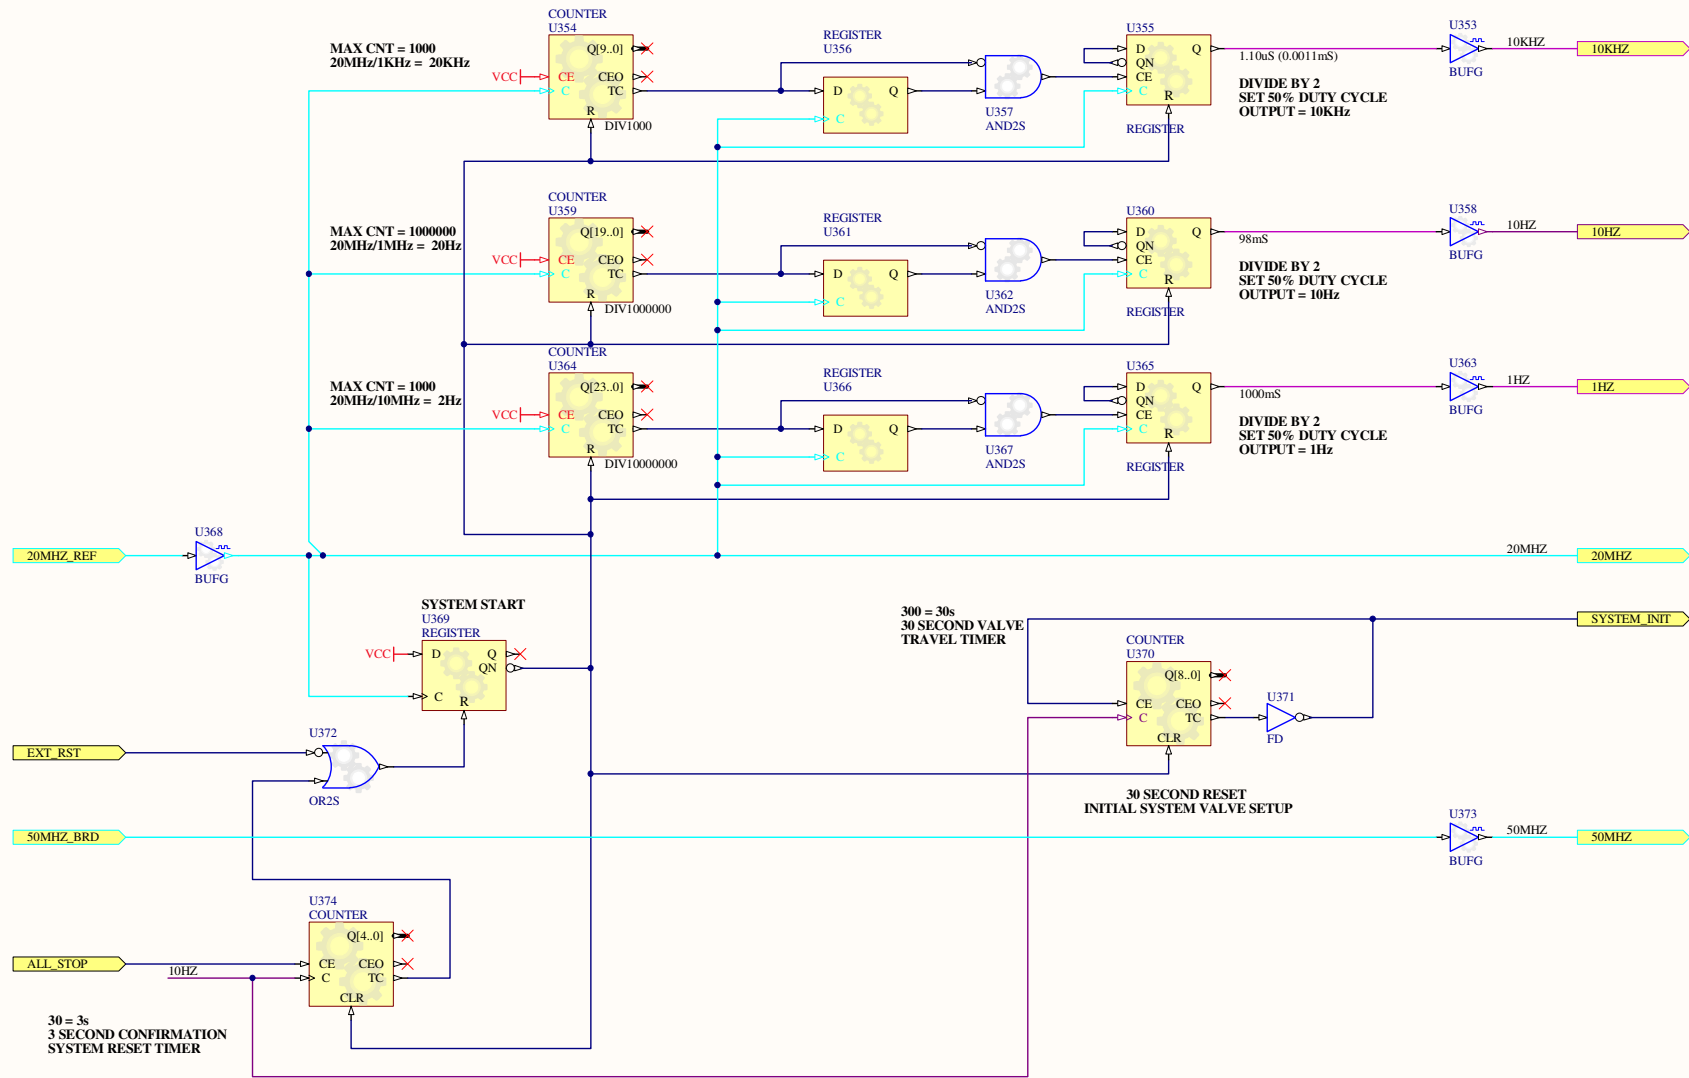 COUNTER
U354
MAX CNT = 1000
20MHz/1KHz = 20KHz
Q[9..0]
VCC
CE
CEO
C
TC
R
DIV1000
REGISTER
U356
D
Q
C
U357
AND2S
U355
D
Q
QN
CE
C
R
REGISTER
1.10uS (0.0011mS)
DIVIDE BY 2
SET 50% DUTY CYCLE
OUTPUT = 10KHz
U353
BUFG
10KHZ
10KHZ
COUNTER
U359
MAX CNT = 1000000
20MHz/1MHz = 20Hz
Q[19..0]
VCC
CE
CEO
C
TC
R
DIV1000000
REGISTER
U361
D
Q
C
U362
AND2S
U360
D
Q
QN
CE
C
R
REGISTER
98mS
DIVIDE BY 2
SET 50% DUTY CYCLE
OUTPUT = 10Hz
U358
BUFG
10HZ
10HZ
COUNTER
U364
MAX CNT = 1000
20MHz/10MHz = 2Hz
Q[23..0]
VCC
CE
CEO
C
TC
R
DIV10000000
REGISTER
U366
D
Q
C
U367
AND2S
U365
D
Q
QN
CE
C
R
REGISTER
1000mS
DIVIDE BY 2
SET 50% DUTY CYCLE
OUTPUT = 1Hz
U363
BUFG
1HZ
1HZ
20MHZ_REF
U368
BUFG
20MHZ
20MHZ
SYSTEM START
U369
REGISTER
VCC
D
Q
QN
C
R
300 = 30s
30 SECOND VALVE
TRAVEL TIMER
COUNTER
U370
Q[8..0]
CE
CEO
C
TC
CLR
U371
FD
SYSTEM_INIT
30 SECOND RESET
INITIAL SYSTEM VALVE SETUP
EXT_RST
U372
OR2S
50MHZ_BRD
U373
BUFG
50MHZ
50MHZ
U374
COUNTER
Q[4..0]
CE
CEO
C
TC
CLR
ALL_STOP
10HZ
30 = 3s
3 SECOND CONFIRMATION
SYSTEM RESET TIMER